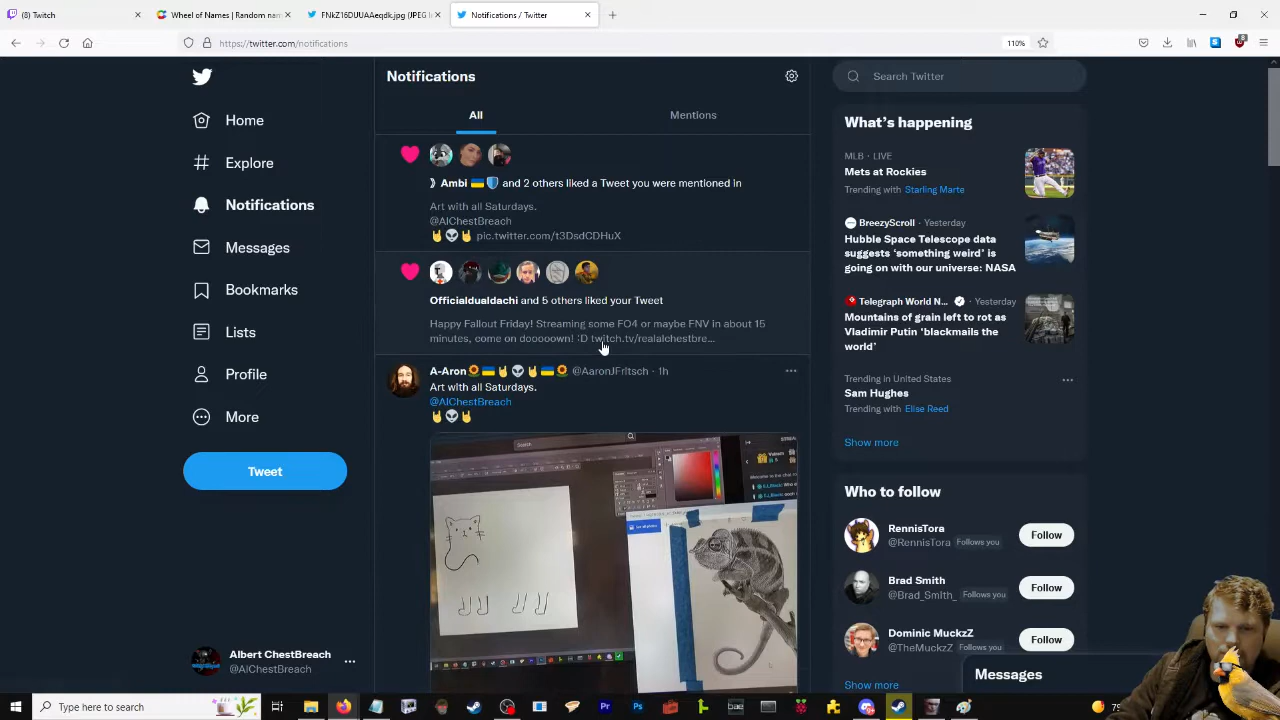 (8) Twitch
Wheel of Names | Random nam
FNkZ16DUUAAeqdk.jpg (JPEG I
Notifications / Twitter
https://twitter.com/notifications
110%
8
Home
Explore
Notifications
Messages
Bookmarks
Lists
Profile
More
Tweet
Albert ChestBreach
@AlChestBreach
Notifications
All
Mentions
Ambi and 2 others liked a Tweet you were mentioned in
Art with all Saturdays.
@AlChestBreach
🤘👽🤘 pic.twitter.com/t3DsdCDHuX
Officialdualdachi and 5 others liked your Tweet
Happy Fallout Friday! Streaming some FO4 or maybe FNV in about 15
minutes, come on dooooown! :D twitch.tv/realalchestbre...
A-Aron🌻🇺🇦🤘👽🤘🇺🇦🌻 @AaronJFritsch · 1h
Art with all Saturdays.
@AlChestBreach
🤘👽🤘
Search Twitter
What's happening
MLB · LIVE
Mets at Rockies
Trending with Starling Marte
BreezyScroll · Yesterday
Hubble Space Telescope data
suggests 'something weird' is
going on with our universe: NASA
Telegraph World N... · Yesterday
Mountains of grain left to rot as
Vladimir Putin 'blackmails the
world'
Trending in United States
Sam Hughes
Trending with Elise Reed
Show more
Who to follow
RennisTora
@RennisTora Follows you
Follow
Brad Smith
@Brad_Smith_ Follows you
Follow
Dominic MuckzZ
@TheMuckzZ Follows you
Follow
Show more
Messages
Type here to search
bae
Pr
Ps